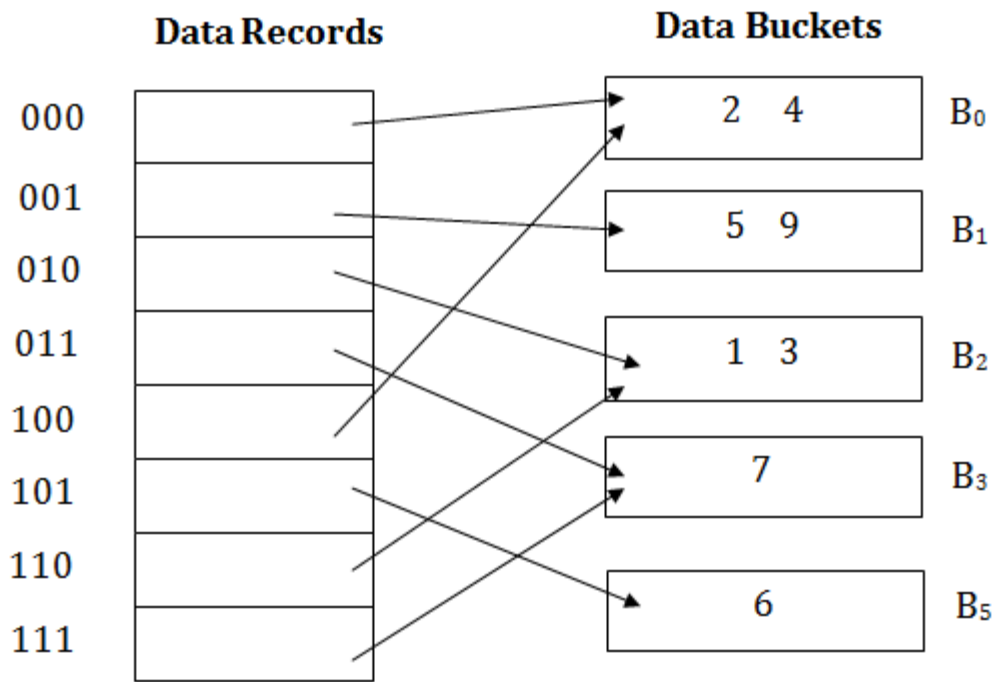 Data Records
Data Buckets
000
2 4
B₀
001
5 9
B₁
010
011
1 3
B₂
100
7
B₃
101
110
6
B₅
111